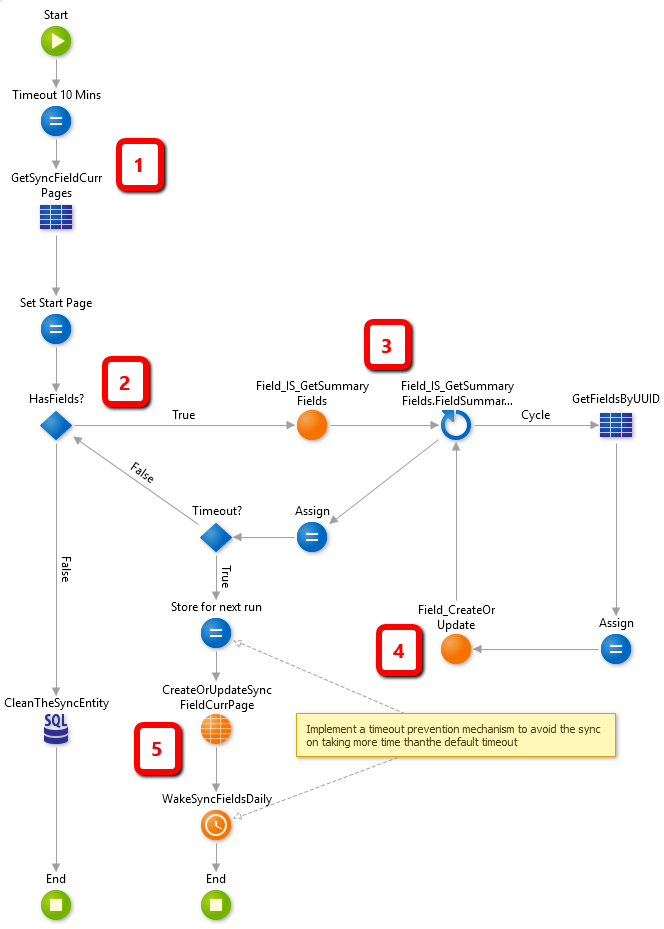 Start
Timeout 10 Mins
1
GetSyncFieldCurr
Pages
Set Start Page
2
HasFields?
True
Field_IS_GetSummary
Fields
3
Field_IS_GetSummary
Fields.FieldSummar...
Cycle
GetFieldsByUUID
False
Timeout?
Assign
False
True
Store for next run
Field_CreateOr
Update
4
Assign
CleanTheSyncEntity
SQL
CreateOrUpdateSync
FieldCurrPage
5
Implement a timeout prevention mechanism to avoid the sync
on taking more time thanthe default timeout
WakeSyncFieldsDaily
End
End